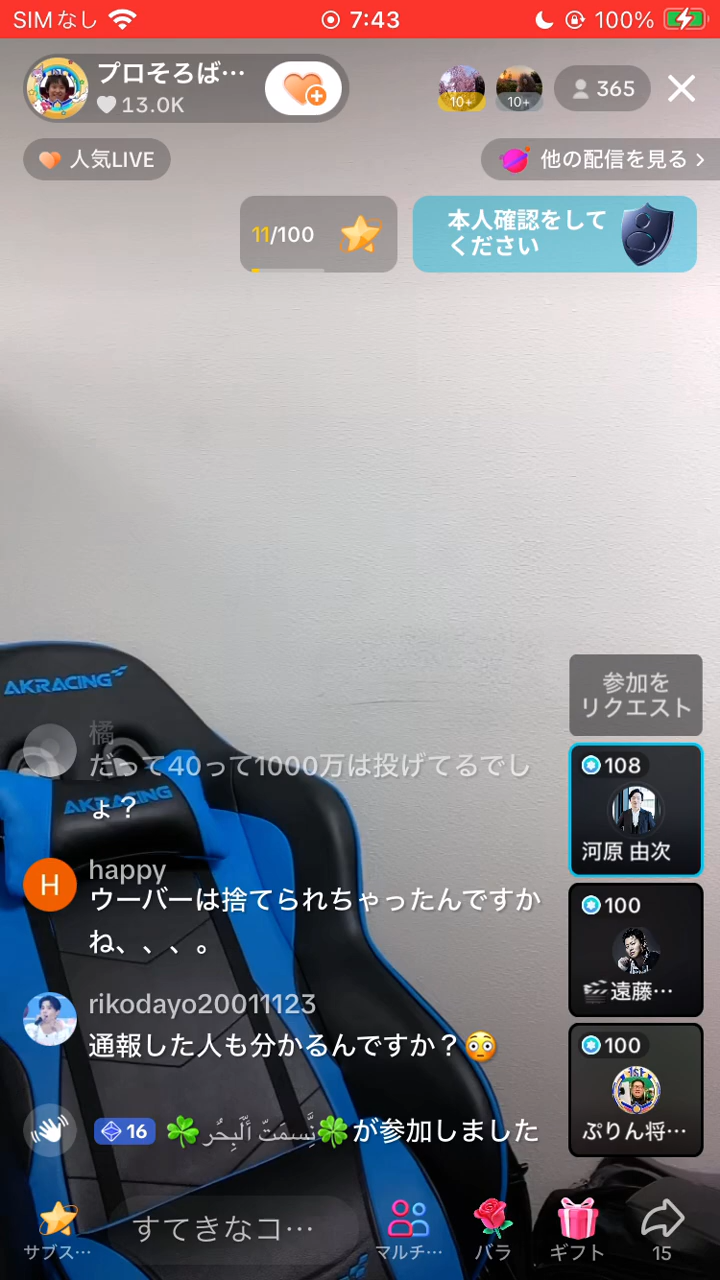 SIMなし 7:43 100%
プロそろば…
13.0K
10+ 10+ 365
人気LIVE
他の配信を見る
11/100
本人確認をして
ください
AKRACING
AKRACING
参加を
リクエスト
橘
だって40って1000万は投げてるでし
ょ？
108
河原 由次
H
happy
ウーバーは捨てられちゃったんですか
ね、、、。
100
遠藤…
rikodayo20011123
通報した人も分かるんですか？😳
100
1ST
ぷりん将…
16 🍀نَِّسمَتّ أَلَبِحٌر🍀が参加しました
AKRACING
すてきなコ…
サブス… マルチ… バラ ギフト 15